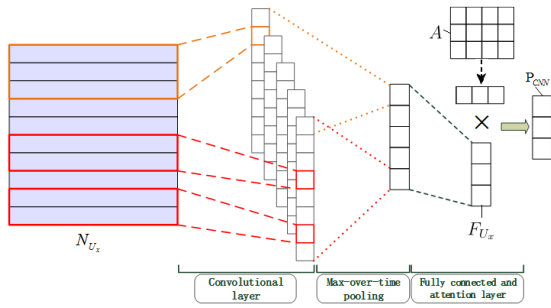 A
P_CNN
×
N_{U_x}
F_{U_x}
Convolutional
layer
Max-over-time
pooling
Fully connected and
attention layer